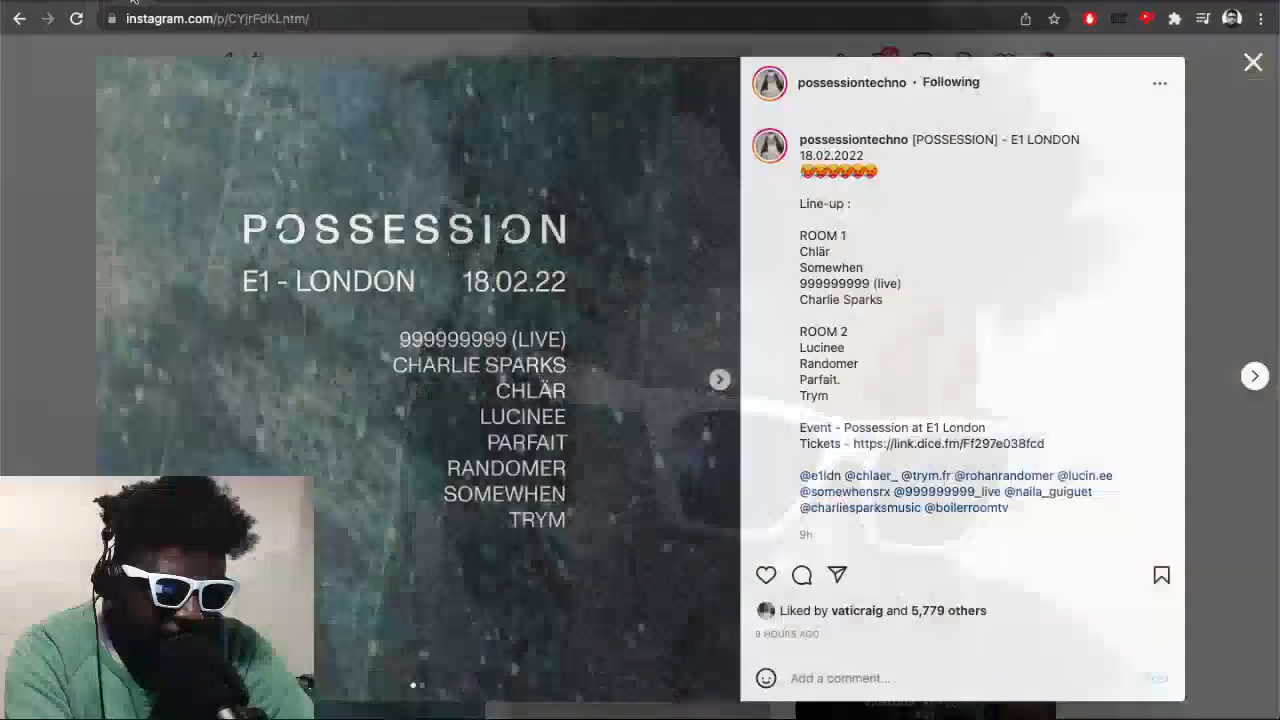 instagram.com/p/CYjrFdKLntm/
POSSESSION
E1 - LONDON 18.02.22
999999999 (LIVE)
CHARLIE SPARKS
CHLÄR
LUCINEE
PARFAIT
RANDOMER
SOMEWHEN
TRYM
possessiontechno • Following
possessiontechno [POSSESSION] - E1 LONDON
18.02.2022
Line-up :
ROOM 1
Chlär
Somewhen
999999999 (live)
Charlie Sparks
ROOM 2
Lucinee
Randomer
Parfait.
Trym
Event - Possession at E1 London
Tickets - https://link.dice.fm/Ff297e038fcd
@e1ldn @chlaer_ @trym.fr @rohanrandomer @lucin.ee
@somewhensrx @999999999_live @naila_guiguet
@charliesparksmusic @boilerroomtv
9h
Liked by vaticraig and 5,779 others
9 HOURS AGO
Add a comment...
Post